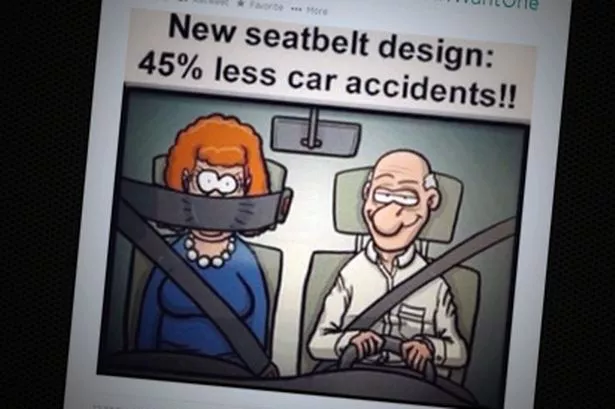 Favorite ••• More
New seatbelt design:
45% less car accidents!!